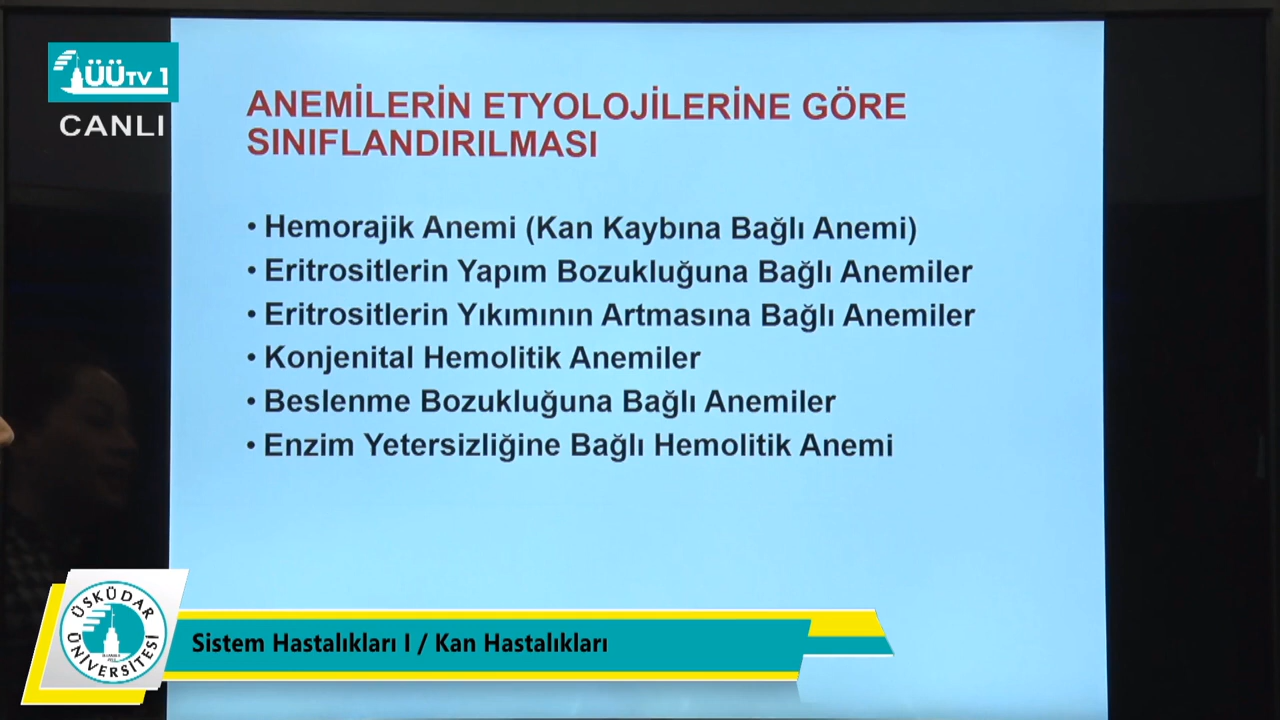 ÜÜTV 1
CANLI
ANEMİLERİN ETYOLOJİLERİNE GÖRE
SINIFLANDIRILMASI
• Hemorajik Anemi (Kan Kaybına Bağlı Anemi)
• Eritrositlerin Yapım Bozukluğuna Bağlı Anemiler
• Eritrositlerin Yıkımının Artmasına Bağlı Anemiler
• Konjenital Hemolitik Anemiler
• Beslenme Bozukluğuna Bağlı Anemiler
• Enzim Yetersizliğine Bağlı Hemolitik Anemi
ÜSKÜDAR
ÜNİVERSİTESİ
Sistem Hastalıkları I / Kan Hastalıkları